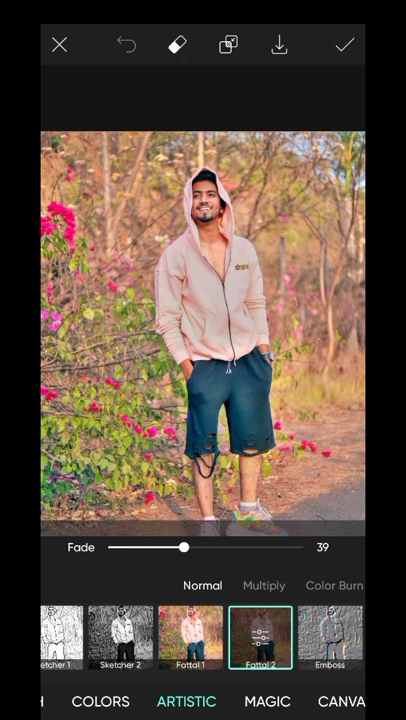 Fade 39
Normal Multiply Color Burn
etcher 1 Sketcher 2 Fattal 1 Fattal 2 Emboss
H COLORS ARTISTIC MAGIC CANVA